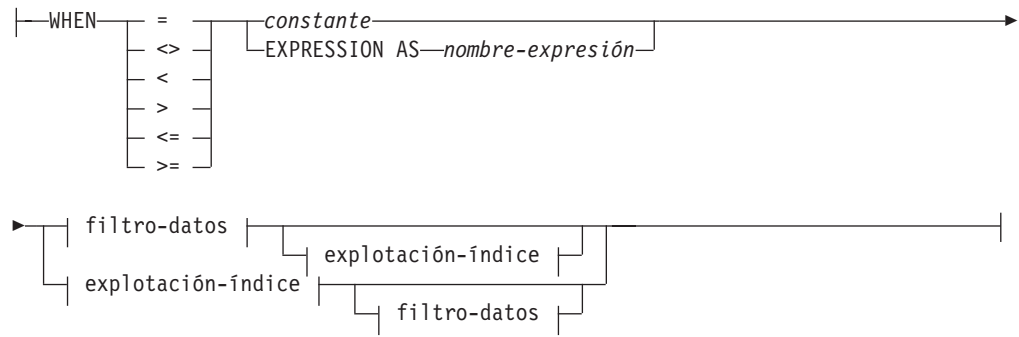 WHEN = constante
<> EXPRESSION AS nombre-expresión
<
>
<=
>=
filtro-datos
explotación-índice
explotación-índice
filtro-datos